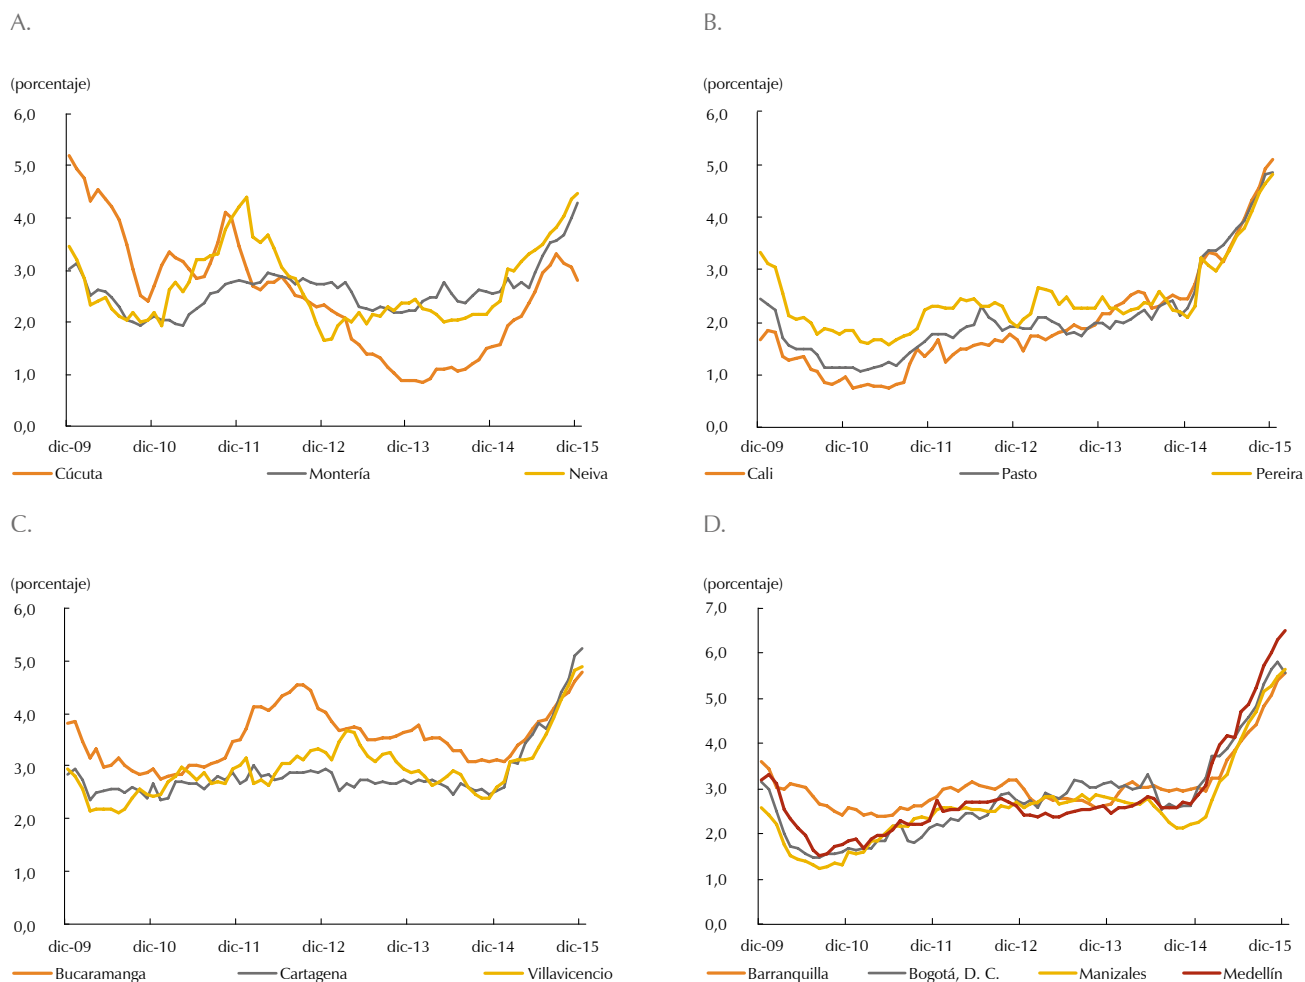 A.
(porcentaje)
6,0
5,0
4,0
3,0
2,0
1,0
0,0
dic-09 dic-10 dic-11 dic-12 dic-13 dic-14 dic-15
Cúcuta Montería Neiva
B.
(porcentaje)
6,0
5,0
4,0
3,0
2,0
1,0
0,0
dic-09 dic-10 dic-11 dic-12 dic-13 dic-14 dic-15
Cali Pasto Pereira
C.
(porcentaje)
6,0
5,0
4,0
3,0
2,0
1,0
0,0
dic-09 dic-10 dic-11 dic-12 dic-13 dic-14 dic-15
Bucaramanga Cartagena Villavicencio
D.
(porcentaje)
7,0
6,0
5,0
4,0
3,0
2,0
1,0
0,0
dic-09 dic-10 dic-11 dic-12 dic-13 dic-14 dic-15
Barranquilla Bogotá, D. C. Manizales Medellín